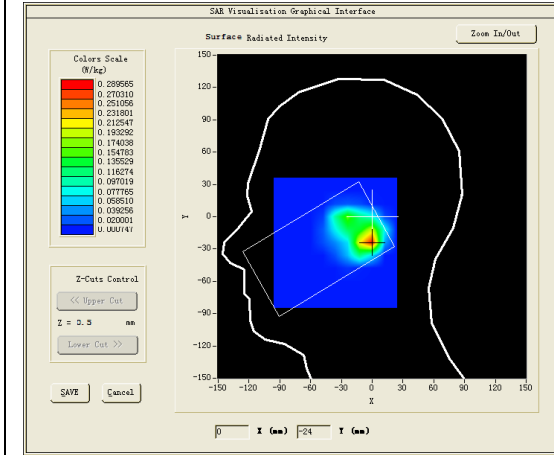 SAR Visualisation Graphical Interface
Surface Radiated Intensity
Zoom In/Out
Colors Scale
(W/kg)
0.289565
0.270310
0.251056
0.231801
0.212547
0.193292
0.174038
0.154783
0.135529
0.116274
0.097019
0.077765
0.058510
0.039256
0.020001
0.000747
150
120
90
60
30
0
-30
-60
-90
-120
-150
Y
-150 -120 -90 -60 -30 0 30 60 90 120 150
X
Z-Cuts Control
<< Upper Cut
Z = 0.5 mm
Lower Cut >>
SAVE Cancel
0 X (mm) -24 Y (mm)